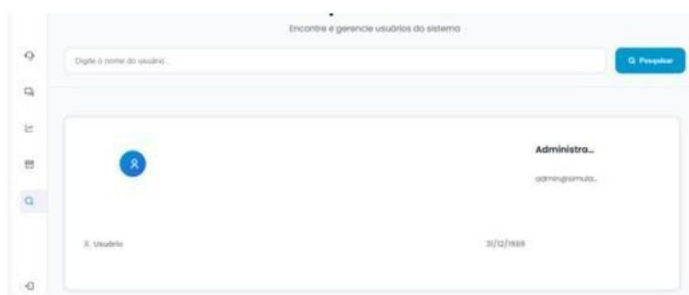 Encontre e gerencie usuários do sistema
Digite o nome do usuário...
Pesquisar
Administra...
admin@simula...
Usuário
31/12/1969